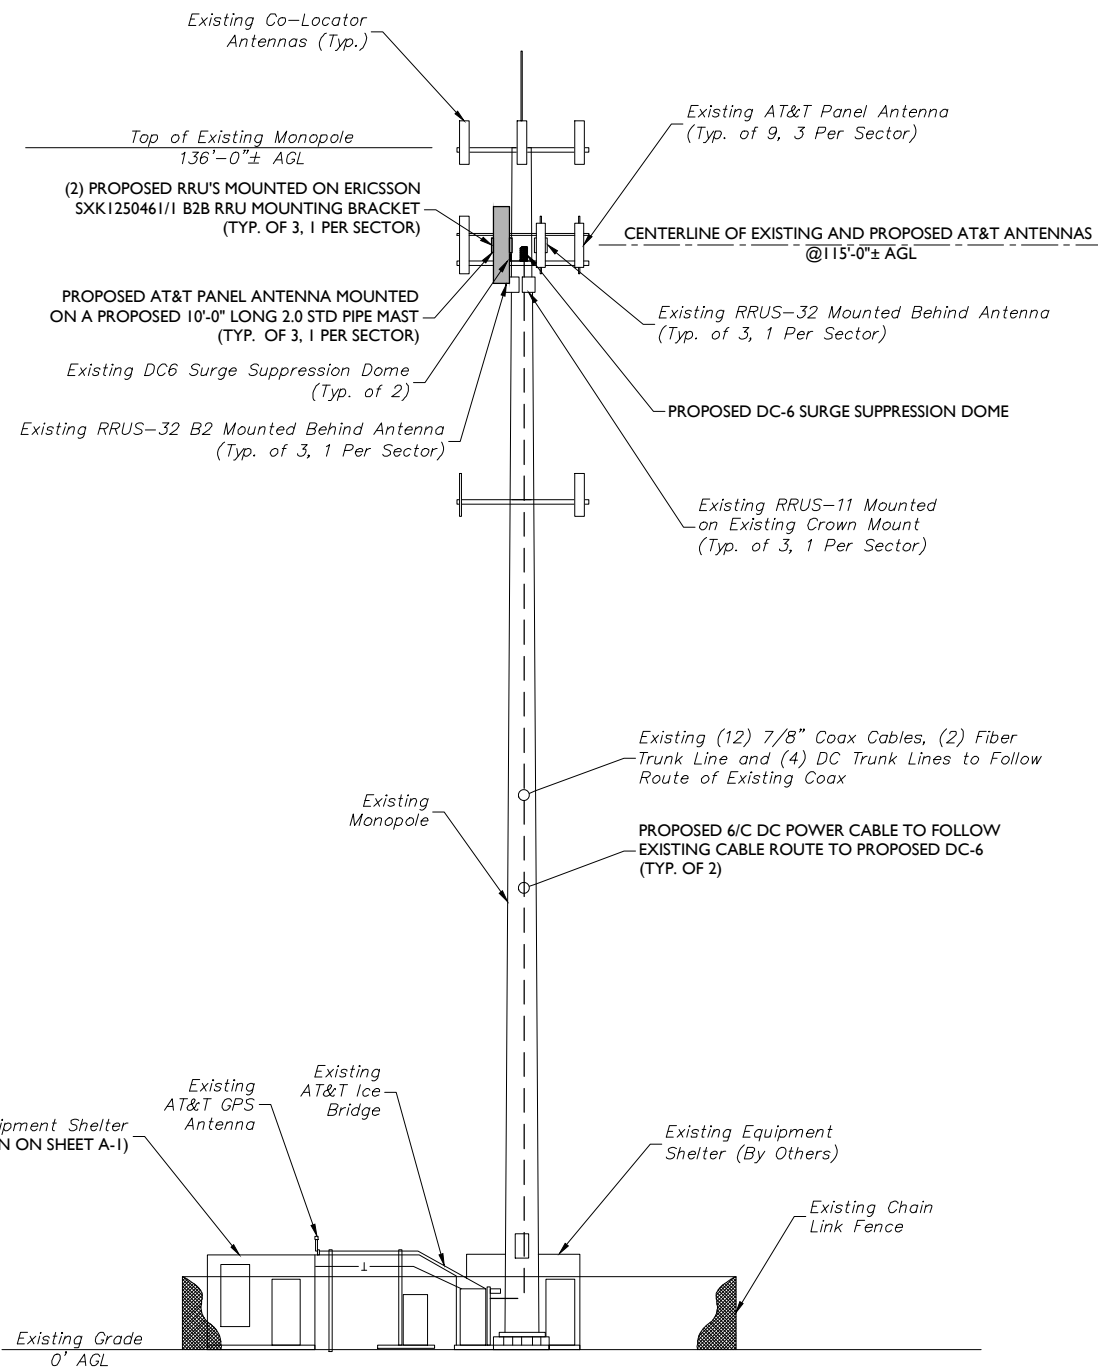 Existing Co-Locator
Antennas (Typ.)
Existing AT&T Panel Antenna
(Typ. of 9, 3 Per Sector)
Top of Existing Monopole
136'-0"± AGL
(2) PROPOSED RRU'S MOUNTED ON ERICSSON
SXK1250461/1 B2B RRU MOUNTING BRACKET
(TYP. OF 3, 1 PER SECTOR)
CENTERLINE OF EXISTING AND PROPOSED AT&T ANTENNAS
@115'-0"± AGL
PROPOSED AT&T PANEL ANTENNA MOUNTED
ON A PROPOSED 10'-0" LONG 2.0 STD PIPE MAST
(TYP. OF 3, 1 PER SECTOR)
Existing RRUS-32 Mounted Behind Antenna
(Typ. of 3, 1 Per Sector)
Existing DC6 Surge Suppression Dome
(Typ. of 2)
PROPOSED DC-6 SURGE SUPPRESSION DOME
Existing RRUS-32 B2 Mounted Behind Antenna
(Typ. of 3, 1 Per Sector)
Existing RRUS-11 Mounted
on Existing Crown Mount
(Typ. of 3, 1 Per Sector)
Existing (12) 7/8" Coax Cables, (2) Fiber
Trunk Line and (4) DC Trunk Lines to Follow
Route of Existing Coax
Existing
Monopole
PROPOSED 6/C DC POWER CABLE TO FOLLOW
EXISTING CABLE ROUTE TO PROPOSED DC-6
(TYP. OF 2)
Existing
AT&T Ice
Bridge
Existing
AT&T GPS
Antenna
ipment Shelter
N ON SHEET A-1)
Existing Equipment
Shelter (By Others)
Existing Chain
Link Fence
Existing Grade
0' AGL